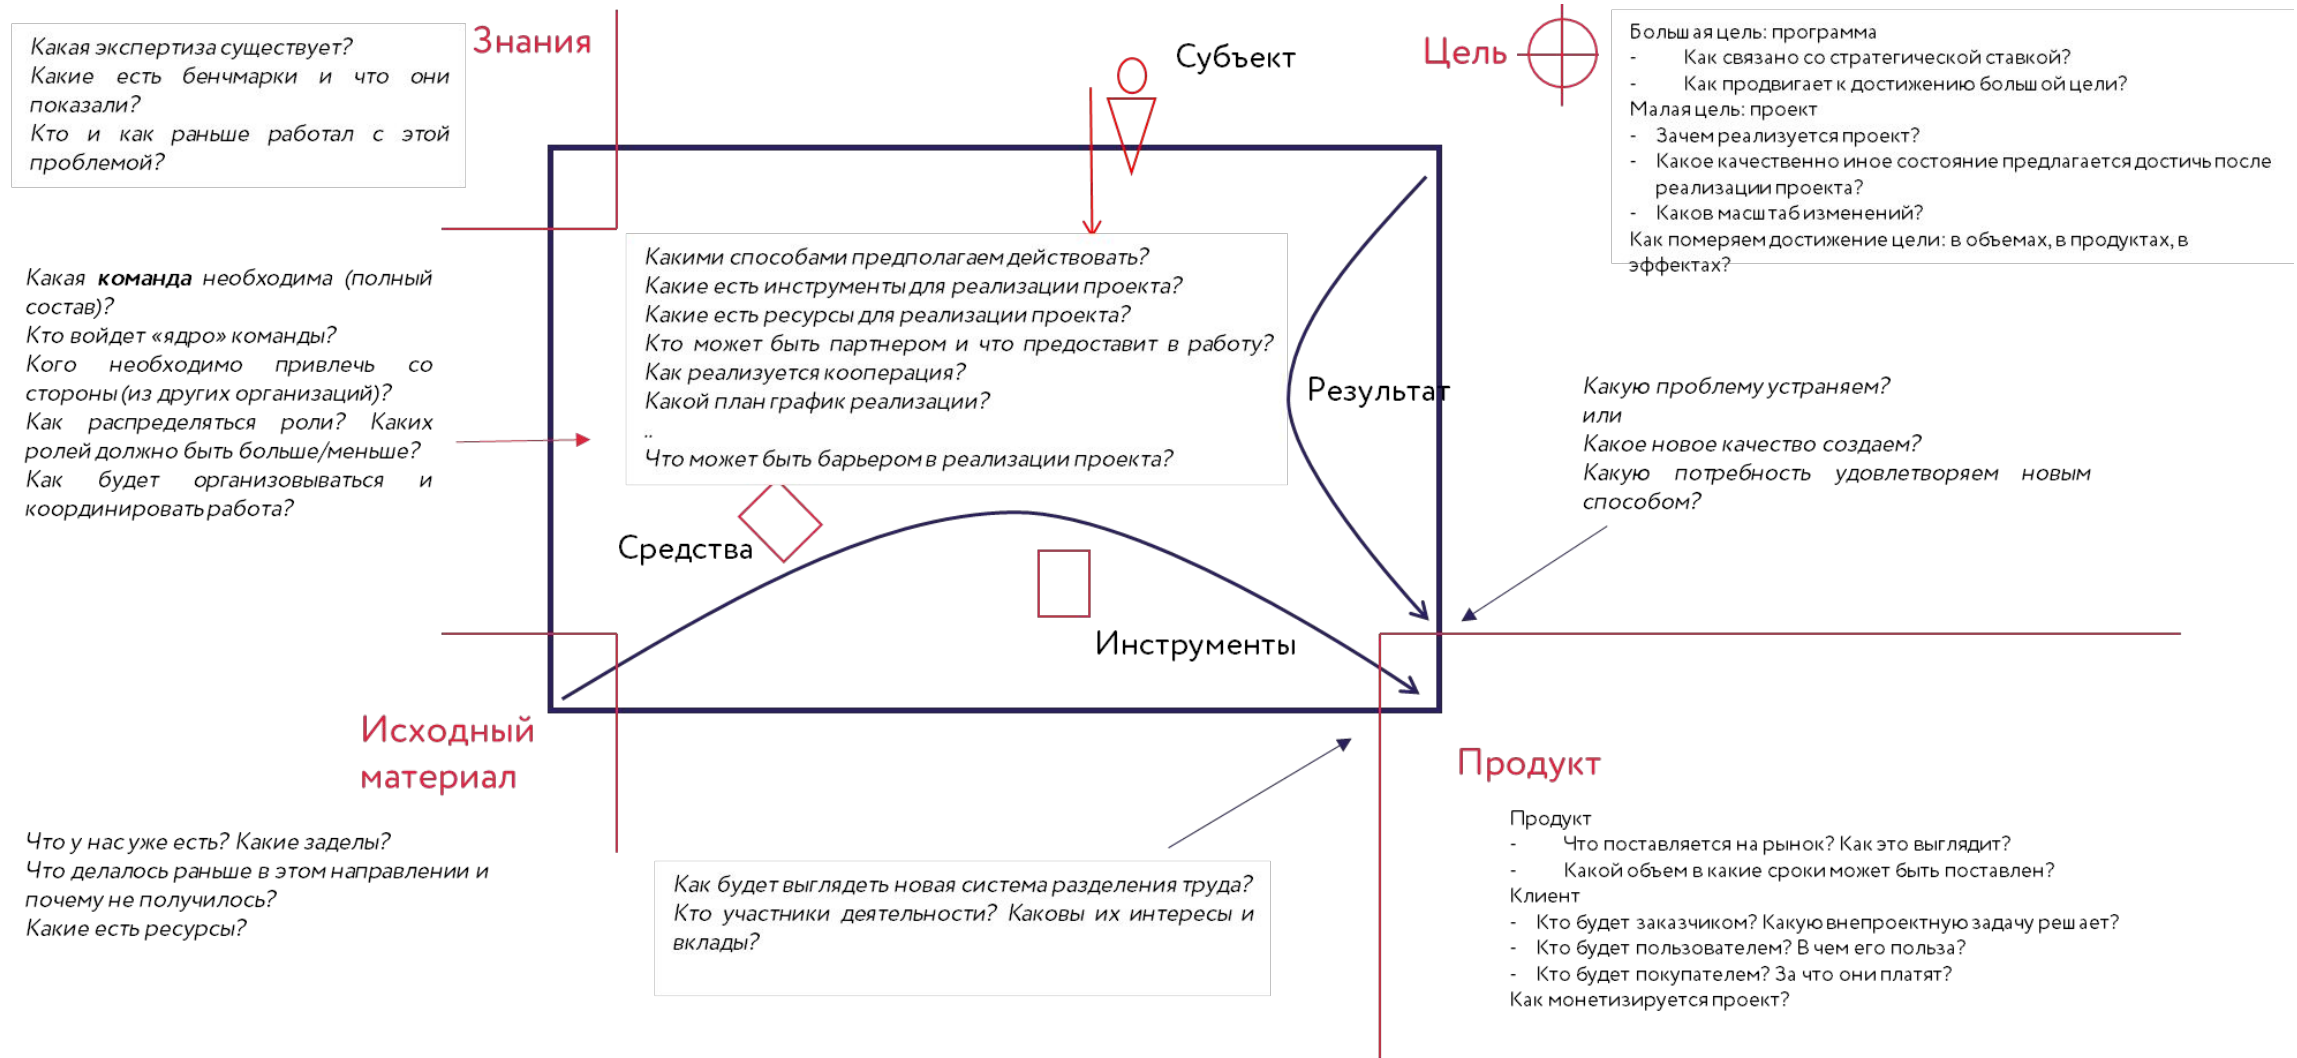 Знания
Какая экспертиза существует?
Какие есть бенчмарки и что они
показали?
Кто и как раньше работал с этой
проблемой?
Субъект
Цель
Большая цель: программа
- Как связано со стратегической ставкой?
- Как продвигает к достижению большой цели?
Малая цель: проект
- Зачем реализуется проект?
- Какое качественно иное состояние предлагается достичь после
реализации проекта?
- Каков масштаб изменений?
Как померяем достижение цели: в объемах, в продуктах, в
эффектах?
Какая команда необходима (полный
состав)?
Кто войдет «ядро» команды?
Кого необходимо привлечь со
стороны (из других организаций)?
Как распределяться роли? Каких
ролей должно быть больше/меньше?
Как будет организовываться и
координировать работа?
Какими способами предполагаем действовать?
Какие есть инструменты для реализации проекта?
Какие есть ресурсы для реализации проекта?
Кто может быть партнером и что предоставит в работу?
Как реализуется кооперация?
Какой план график реализации?
..
Что может быть барьером в реализации проекта?
Результат
Какую проблему устраняем?
или
Какое новое качество создаем?
Какую потребность удовлетворяем новым
способом?
Средства
Инструменты
Исходный
материал
Что у нас уже есть? Какие заделы?
Что делалось раньше в этом направлении и
почему не получилось?
Какие есть ресурсы?
Как будет выглядеть новая система разделения труда?
Кто участники деятельности? Каковы их интересы и
вклады?
Продукт
Продукт
- Что поставляется на рынок? Как это выглядит?
- Какой объем в какие сроки может быть поставлен?
Клиент
- Кто будет заказчиком? Какую внепроектную задачу решает?
- Кто будет пользователем? В чем его польза?
- Кто будет покупателем? За что они платят?
Как монетизируется проект?